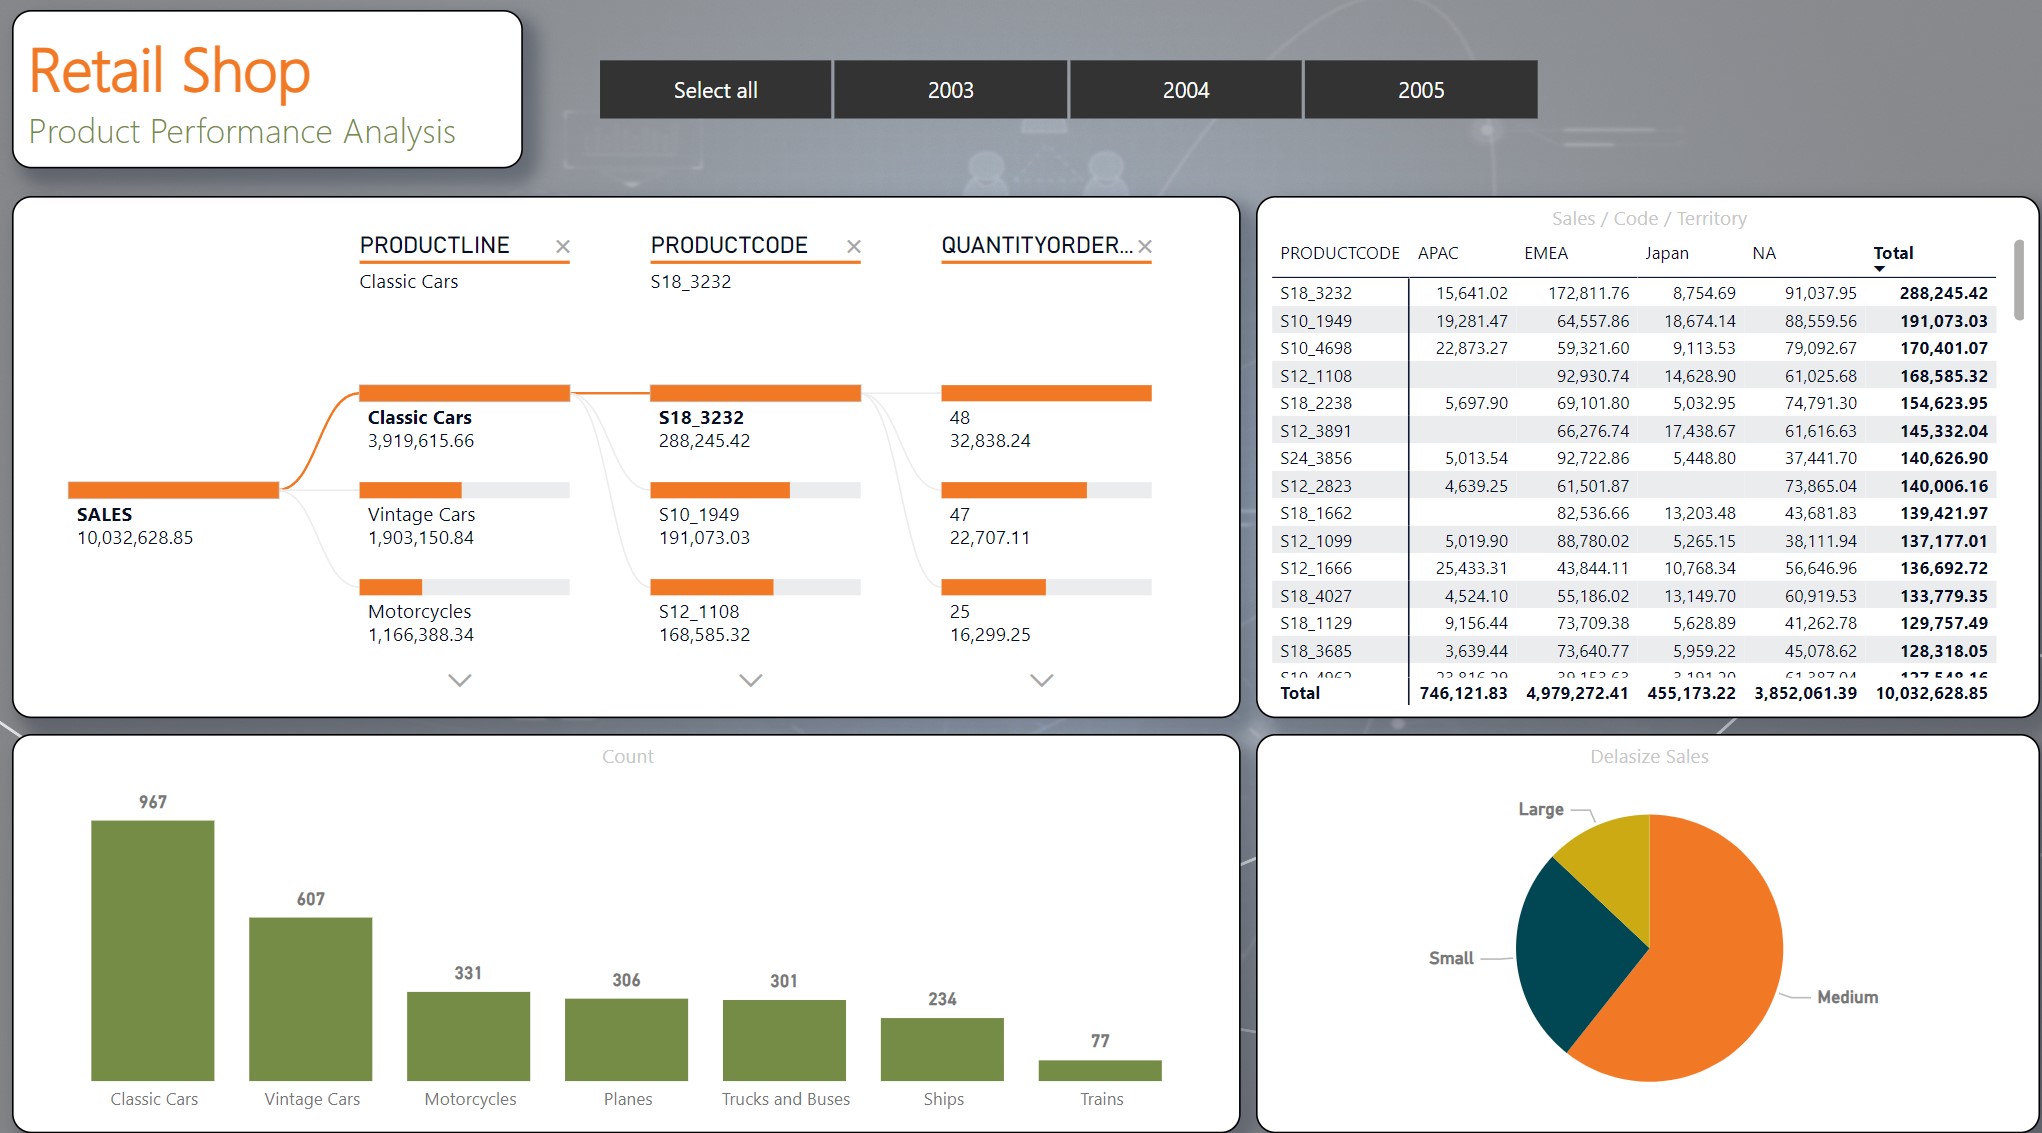 Retail Shop
Product Performance Analysis
Select all 2003 2004 2005
PRODUCTLINE PRODUCTCODE QUANTITYORDER...
Classic Cars S18_3232
Classic Cars S18_3232 48
3,919,615.66 288,245.42 32,838.24
SALES Vintage Cars S10_1949 47
10,032,628.85 1,903,150.84 191,073.03 22,707.11
Motorcycles S12_1108 25
1,166,388.34 168,585.32 16,299.25
Sales / Code / Territory
PRODUCTCODE APAC EMEA Japan NA Total
S18_3232 15,641.02 172,811.76 8,754.69 91,037.95 288,245.42
S10_1949 19,281.47 64,557.86 18,674.14 88,559.56 191,073.03
S10_4698 22,873.27 59,321.60 9,113.53 79,092.67 170,401.07
S12_1108 92,930.74 14,628.90 61,025.68 168,585.32
S18_2238 5,697.90 69,101.80 5,032.95 74,791.30 154,623.95
S12_3891 66,276.74 17,438.67 61,616.63 145,332.04
S24_3856 5,013.54 92,722.86 5,448.80 37,441.70 140,626.90
S12_2823 4,639.25 61,501.87 73,865.04 140,006.16
S18_1662 82,536.66 13,203.48 43,681.83 139,421.97
S12_1099 5,019.90 88,780.02 5,265.15 38,111.94 137,177.01
S12_1666 25,433.31 43,844.11 10,768.34 56,646.96 136,692.72
S18_4027 4,524.10 55,186.02 13,149.70 60,919.53 133,779.35
S18_1129 9,156.44 73,709.38 5,628.89 41,262.78 129,757.49
S18_3685 3,639.44 73,640.77 5,959.22 45,078.62 128,318.05
Total 746,121.83 4,979,272.41 455,173.22 3,852,061.39 10,032,628.85
Count
967
607
331
306
301
234
77
Classic Cars Vintage Cars Motorcycles Planes Trucks and Buses Ships Trains
Delasize Sales
Large
Small
Medium